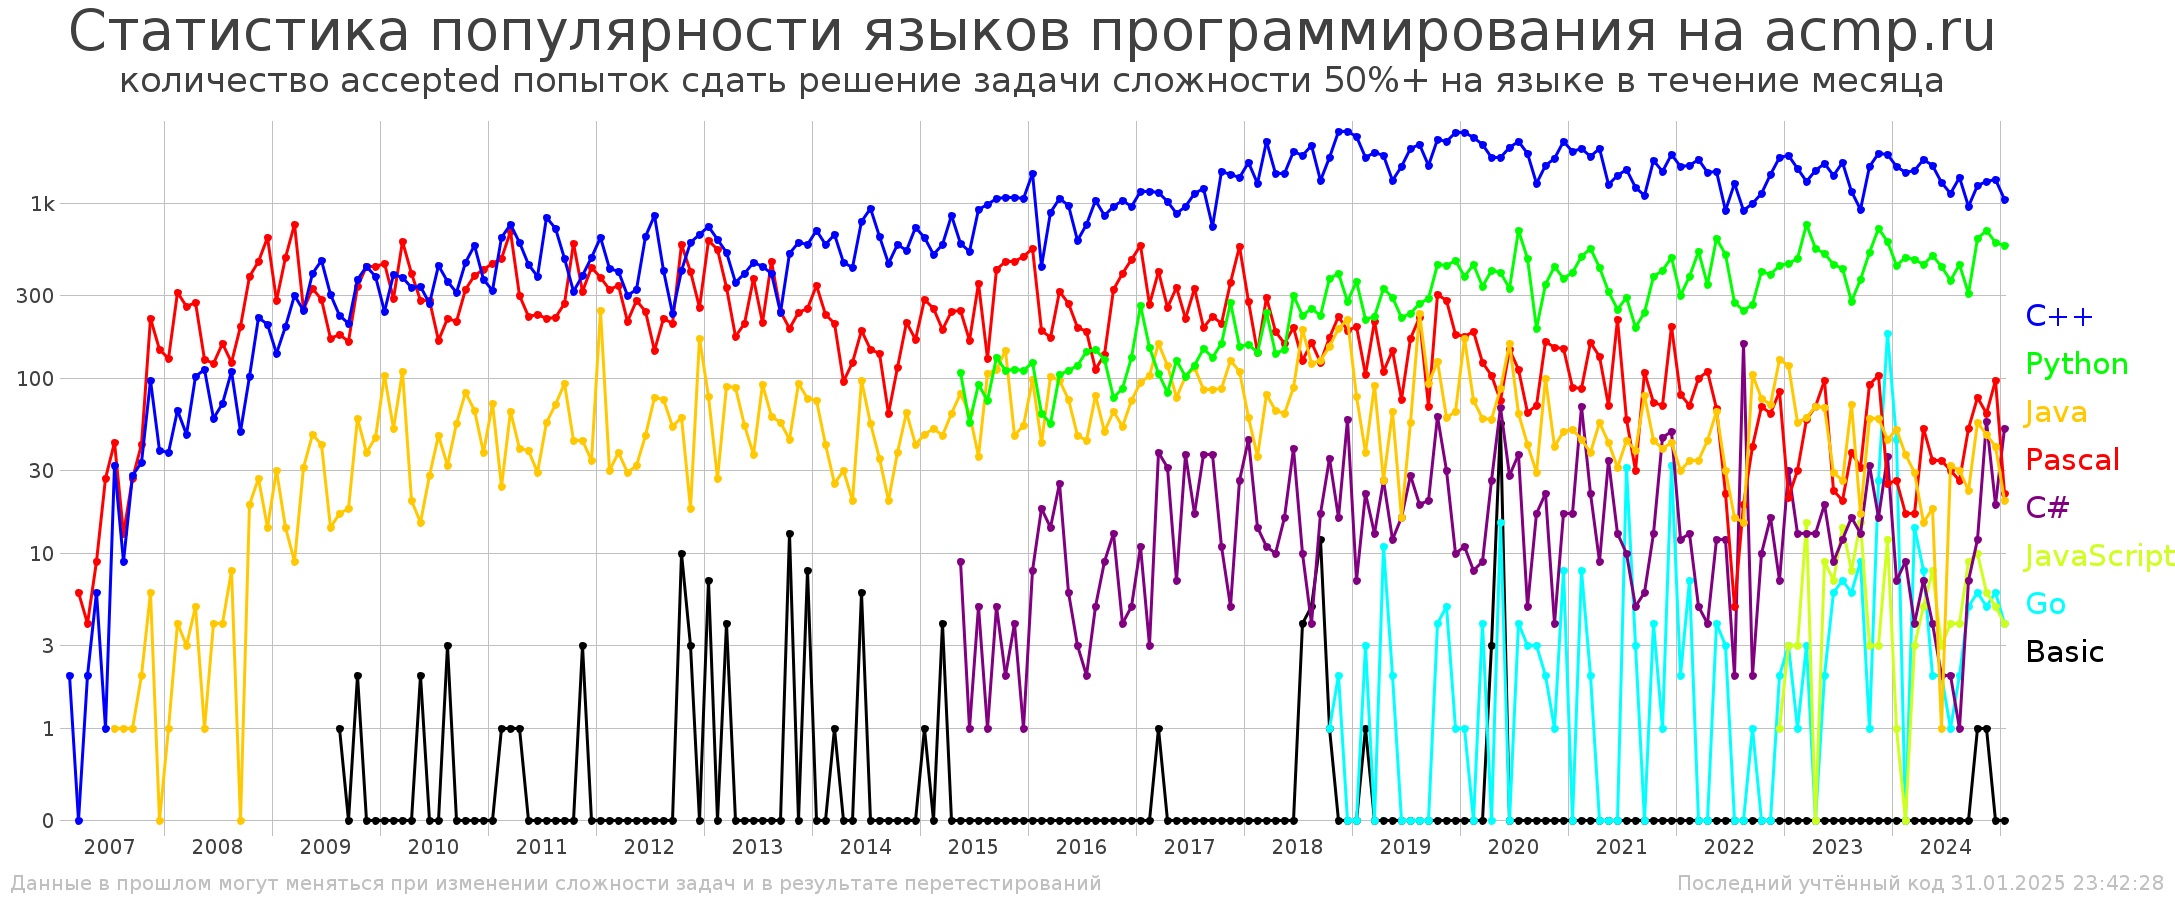 Статистика популярности языков программирования на acmp.ru
количество accepted попыток сдать решение задачи сложности 50%+ на языке в течение месяца
1k
300
100
30
10
3
1
0
C++
Python
Java
Pascal
C#
JavaScript
Go
Basic
2007 2008 2009 2010 2011 2012 2013 2014 2015 2016 2017 2018 2019 2020 2021 2022 2023 2024
Данные в прошлом могут меняться при изменении сложности задач и в результате перетестирований
Последний учтённый код 31.01.2025 23:42:28